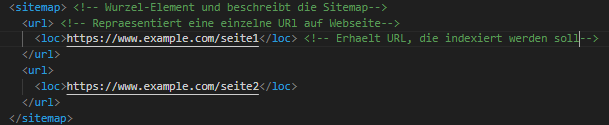 <sitemap> <!-- Wurzel-Element und beschreibt die Sitemap-->
<url> <!-- Repraesentiert eine einzelne URl auf Webseite-->
<loc>https://www.example.com/seite1</loc> <!-- Erhaelt URL, die indexiert werden soll-->
</url>
<url>
<loc>https://www.example.com/seite2</loc>
</url>
</sitemap>